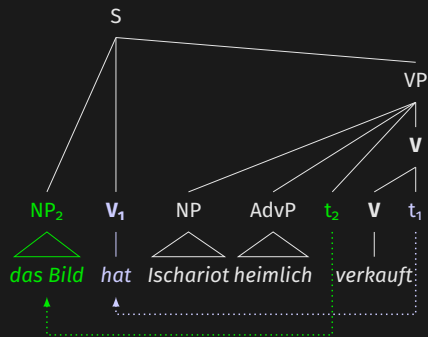 S
VP
V
NP₂ V₁ NP AdvP t₂ V t₁
das Bild hat Ischariot heimlich verkauft